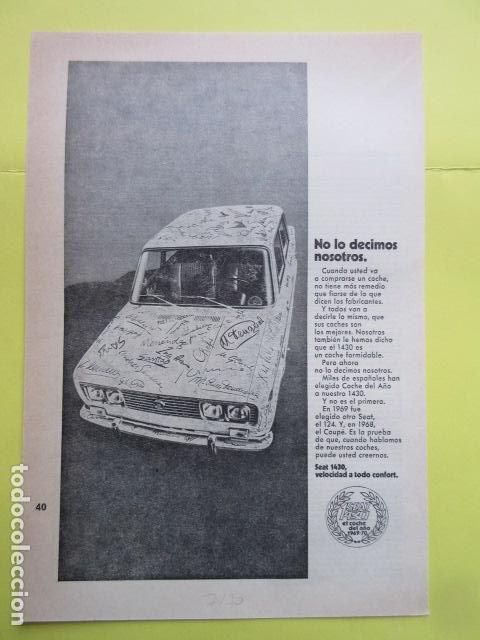 No lo decimos
nosotros.
Cuando usted va
a comprarse un coche,
no tiene más remedio
que fiarse de lo que
dicen los fabricantes.
Y todos van a
decirle lo mismo, que
sus coches son
los mejores. Nosotros
también le hemos dicho
que el 1430 es
un coche formidable.
Pero ahora
no lo decimos nosotros.
Miles de españoles han
elegido Coche del Año
a nuestro 1430.
Y no es el primero.
En 1969 fue
elegido otro Seat,
el 124. Y, en 1968,
el Coupé. Es la prueba
de que, cuando hablamos
de nuestros coches,
puede usted creernos.
Seat 1430,
velocidad a todo confort.
el coche
del año
1969-70
40
todocoleccion